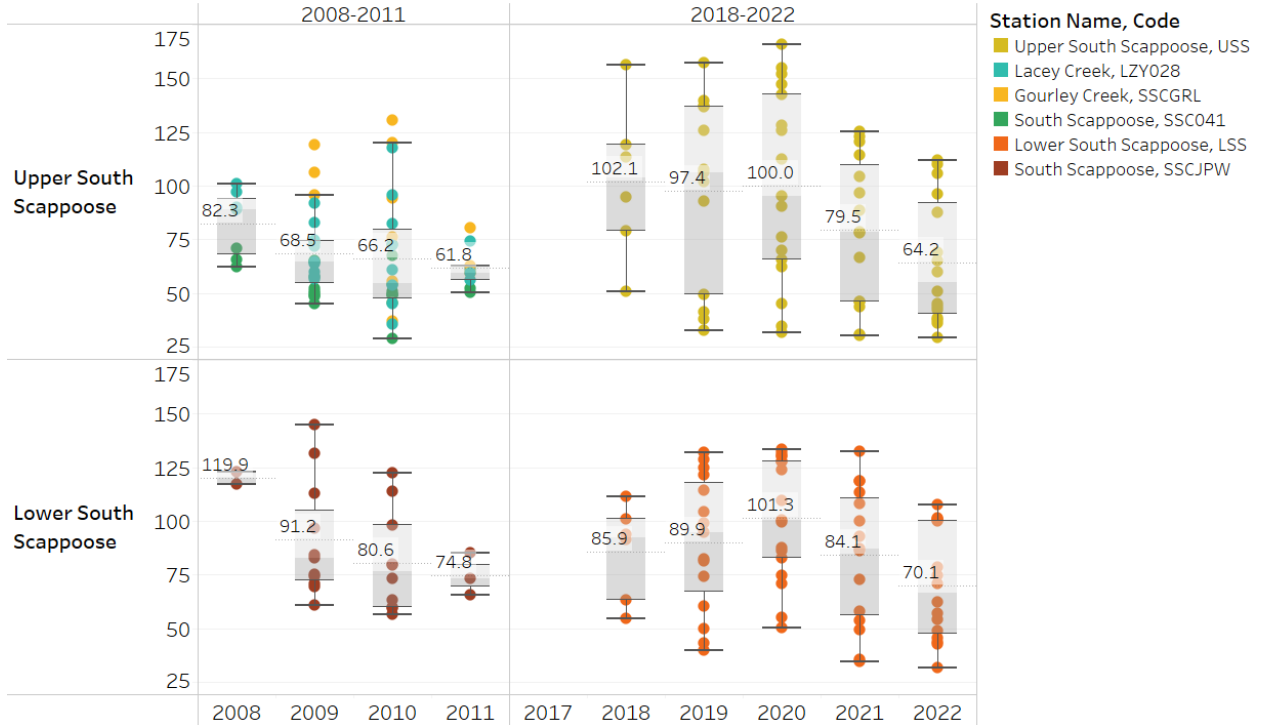 2008-2011 2018-2022
Station Name, Code
Upper South Scappoose, USS
Lacey Creek, LZY028
Gourley Creek, SSCGRL
South Scappoose, SSC041
Lower South Scappoose, LSS
South Scappoose, SSCJPW
Upper South
Scappoose
175
150
125
100
75
50
25
82.3
68.5
66.2
61.8
102.1
97.4
100.0
79.5
64.2
Lower South
Scappoose
175
150
125
100
75
50
25
119.9
91.2
80.6
74.8
85.9
89.9
101.3
84.1
70.1
2008 2009 2010 2011 2017 2018 2019 2020 2021 2022